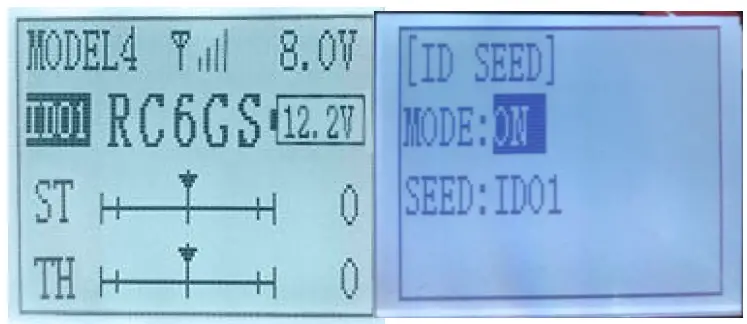 MODEL4 8.0V
ID01 RC6GS 12.2V
ST 0
TH 0
[ID SEED]
MODE:ON
SEED:ID01